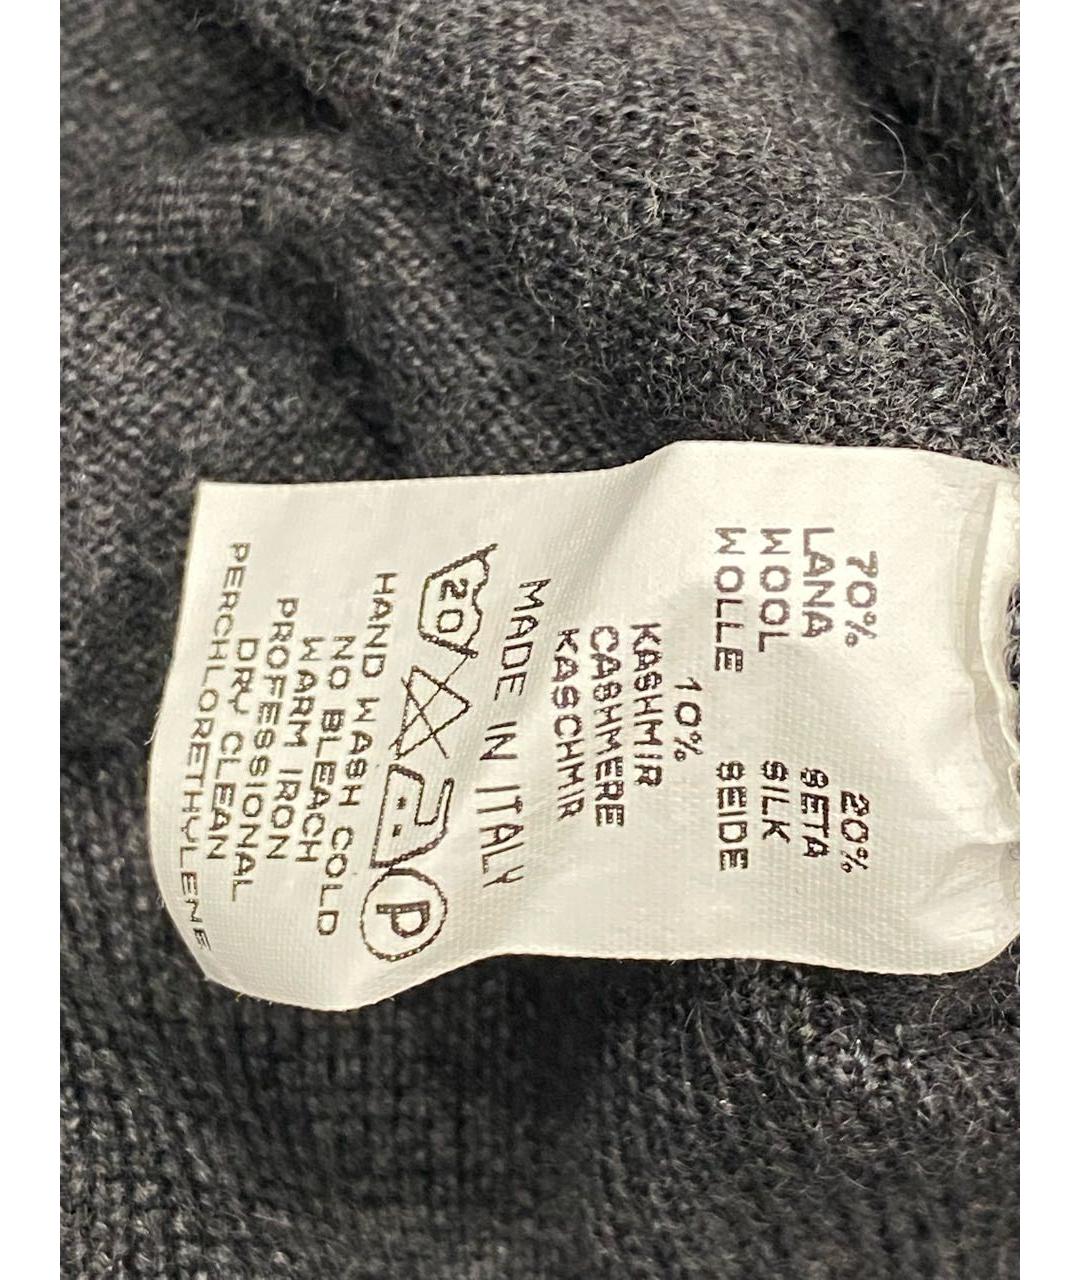 70% 20%
LANA SETA
WOOL SILK
WOLLE SEIDE
10%
KASHMIR
CASHMERE
KASCHMIR
MADE IN ITALY
20 P
HAND WASH COLD
NO BLEACH
WARM IRON
PROFESSIONAL
DRY CLEAN
PERCHLORETHYLENE